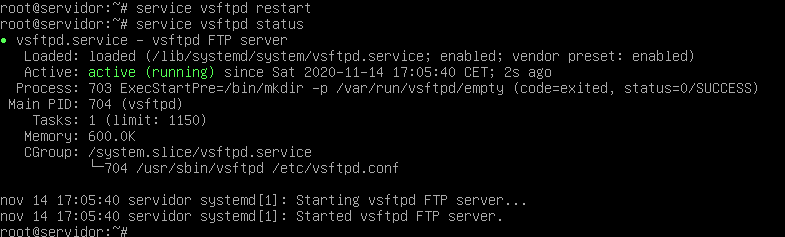 root@servidor:~# service vsftpd restart
root@servidor:~# service vsftpd status
● vsftpd.service - vsftpd FTP server
   Loaded: loaded (/lib/systemd/system/vsftpd.service; enabled; vendor preset: enabled)
   Active: active (running) since Sat 2020-11-14 17:05:40 CET; 2s ago
  Process: 703 ExecStartPre=/bin/mkdir -p /var/run/vsftpd/empty (code=exited, status=0/SUCCESS)
 Main PID: 704 (vsftpd)
    Tasks: 1 (limit: 1150)
   Memory: 600.0K
   CGroup: /system.slice/vsftpd.service
           └─704 /usr/sbin/vsftpd /etc/vsftpd.conf

nov 14 17:05:40 servidor systemd[1]: Starting vsftpd FTP server...
nov 14 17:05:40 servidor systemd[1]: Started vsftpd FTP server.
root@servidor:~#